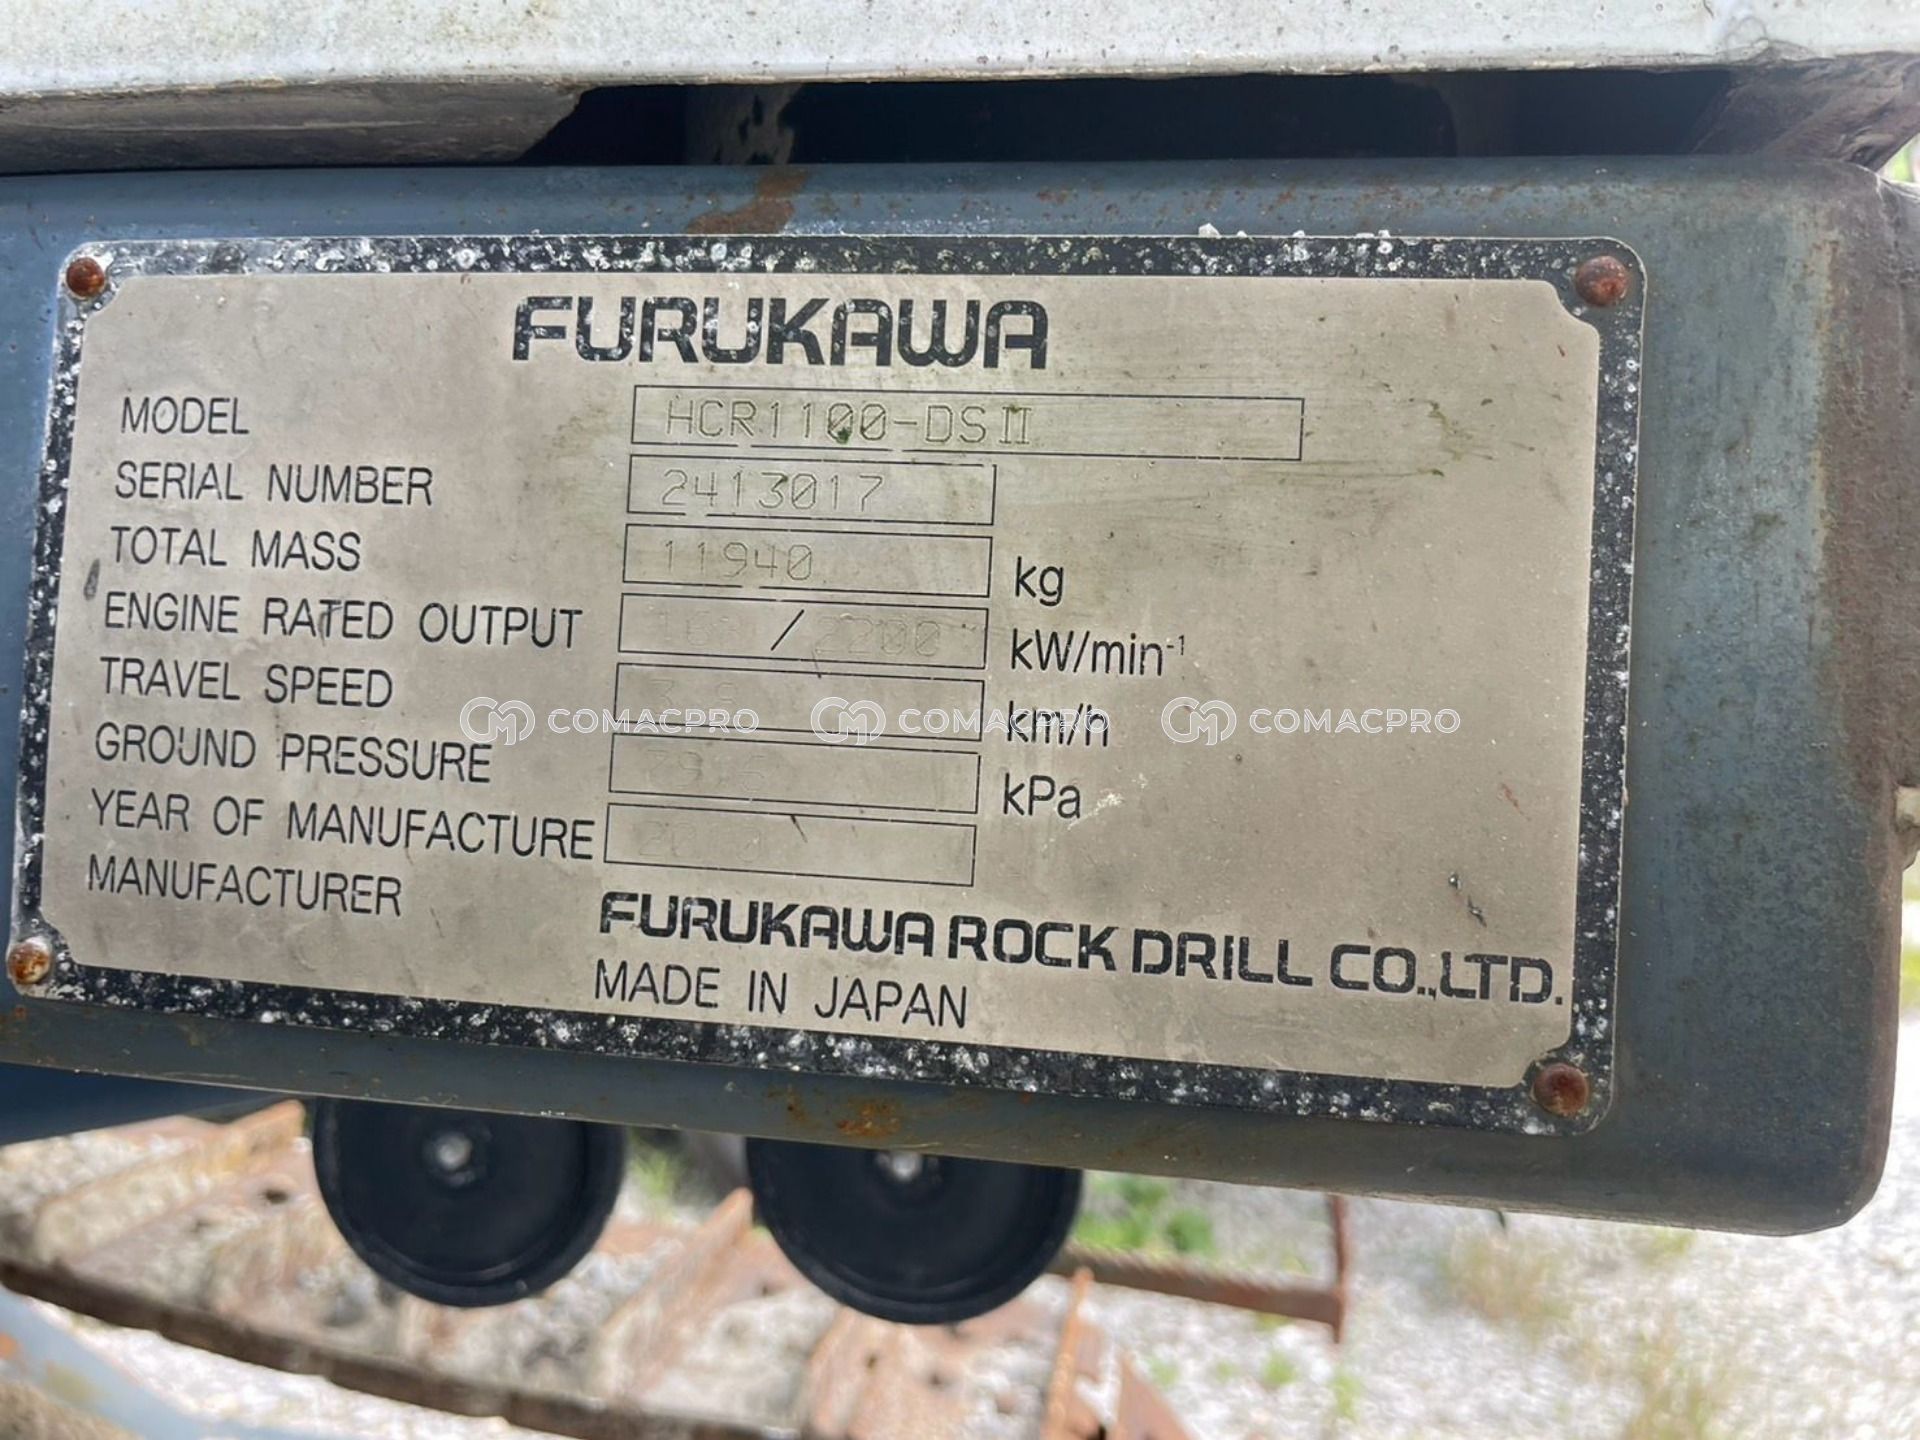 FURUKAWA
MODEL HCR1100-DSII
SERIAL NUMBER 2413017
TOTAL MASS 11940 kg
ENGINE RATED OUTPUT / 2200 kW/min⁻¹
TRAVEL SPEED km/h
GROUND PRESSURE kPa
YEAR OF MANUFACTURE
MANUFACTURER
FURUKAWA ROCK DRILL CO.,LTD.
MADE IN JAPAN
COMACPRO COMACPRO COMACPRO